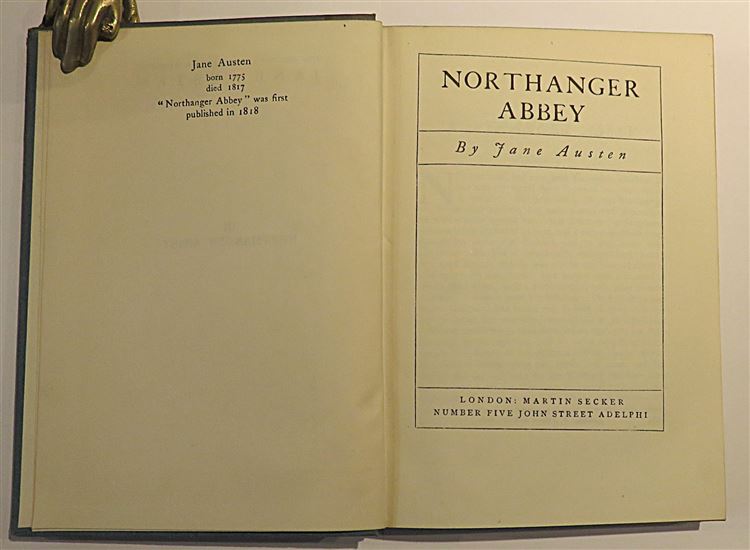 Jane Austen
born 1775
died 1817
“Northanger Abbey” was first
published in 1818
NORTHANGER
ABBEY
By Jane Austen
LONDON: MARTIN SECKER
NUMBER FIVE JOHN STREET ADELPHI